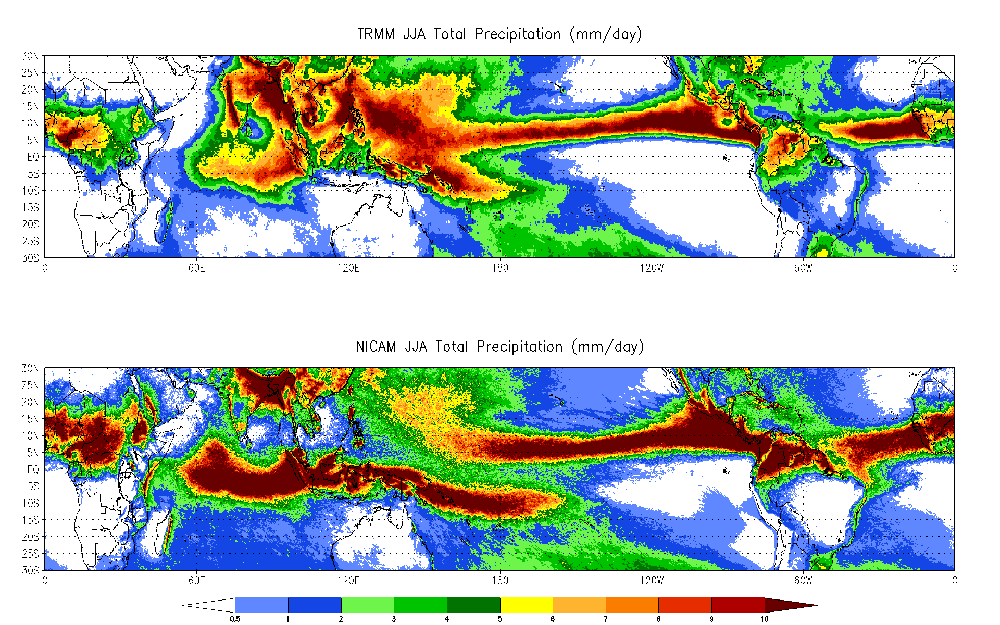 TRMM JJA Total Precipitation (mm/day)
30N
25N
20N
15N
10N
5N
EQ
5S
10S
15S
20S
25S
30S
0 60E 120E 180 120W 60W 0
NICAM JJA Total Precipitation (mm/day)
30N
25N
20N
15N
10N
5N
EQ
5S
10S
15S
20S
25S
30S
0 60E 120E 180 120W 60W 0
0.5 1 2 3 4 5 6 7 8 9 10